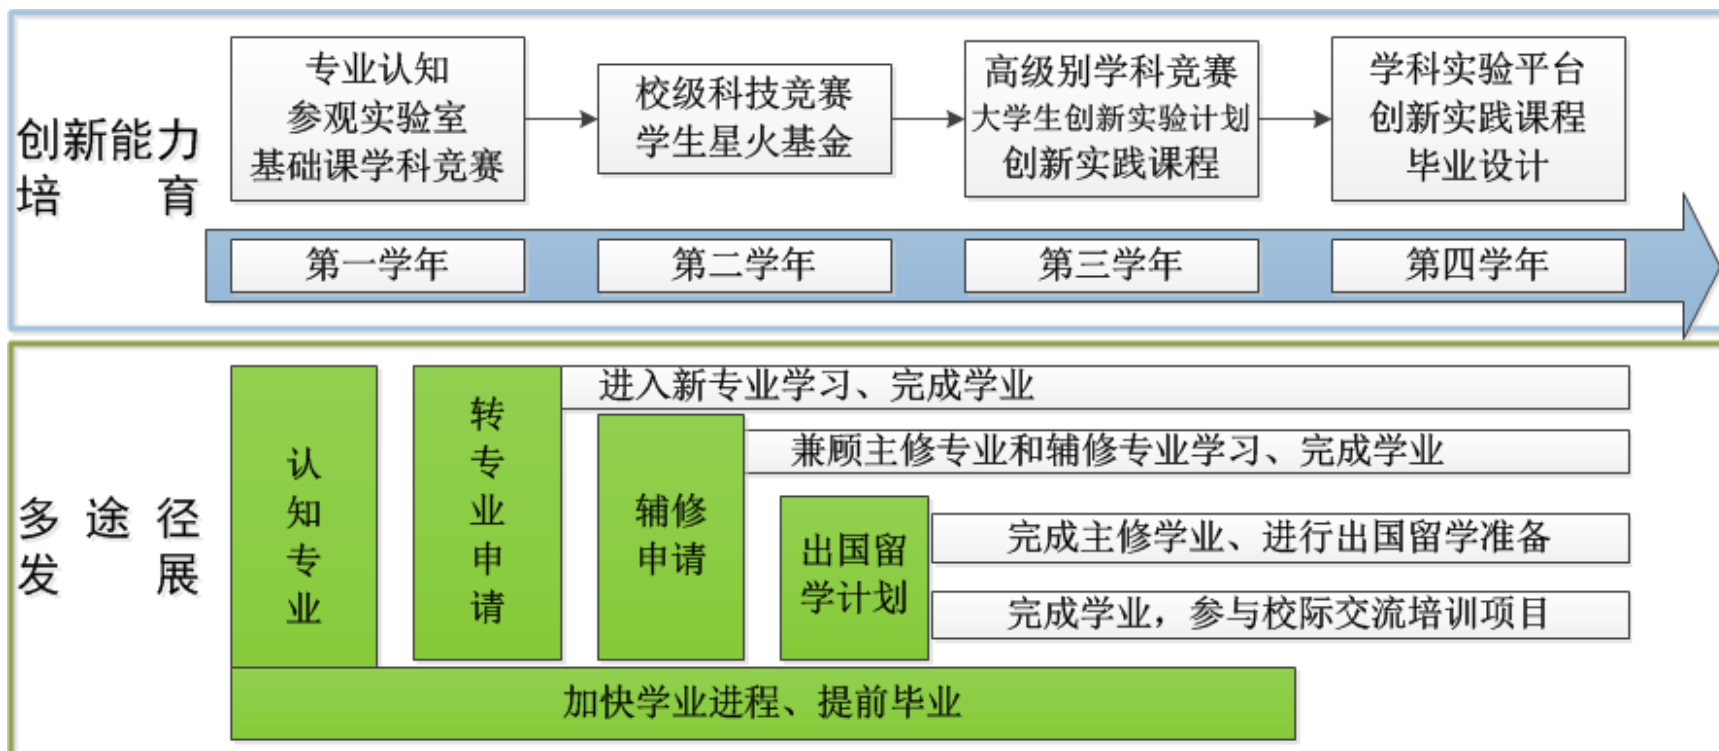 创新能力
培育
专业认知
参观实验室
基础课学科竞赛
校级科技竞赛
学生星火基金
高级别学科竞赛
大学生创新实验计划
创新实践课程
学科实验平台
创新实践课程
毕业设计
第一学年
第二学年
第三学年
第四学年
多途径
发展
认
知
专
业
转
专
业
申
请
进入新专业学习、完成学业
辅修
申请
兼顾主修专业和辅修专业学习、完成学业
出国留
学计划
完成主修学业、进行出国留学准备
完成学业，参与校际交流培训项目
加快学业进程、提前毕业